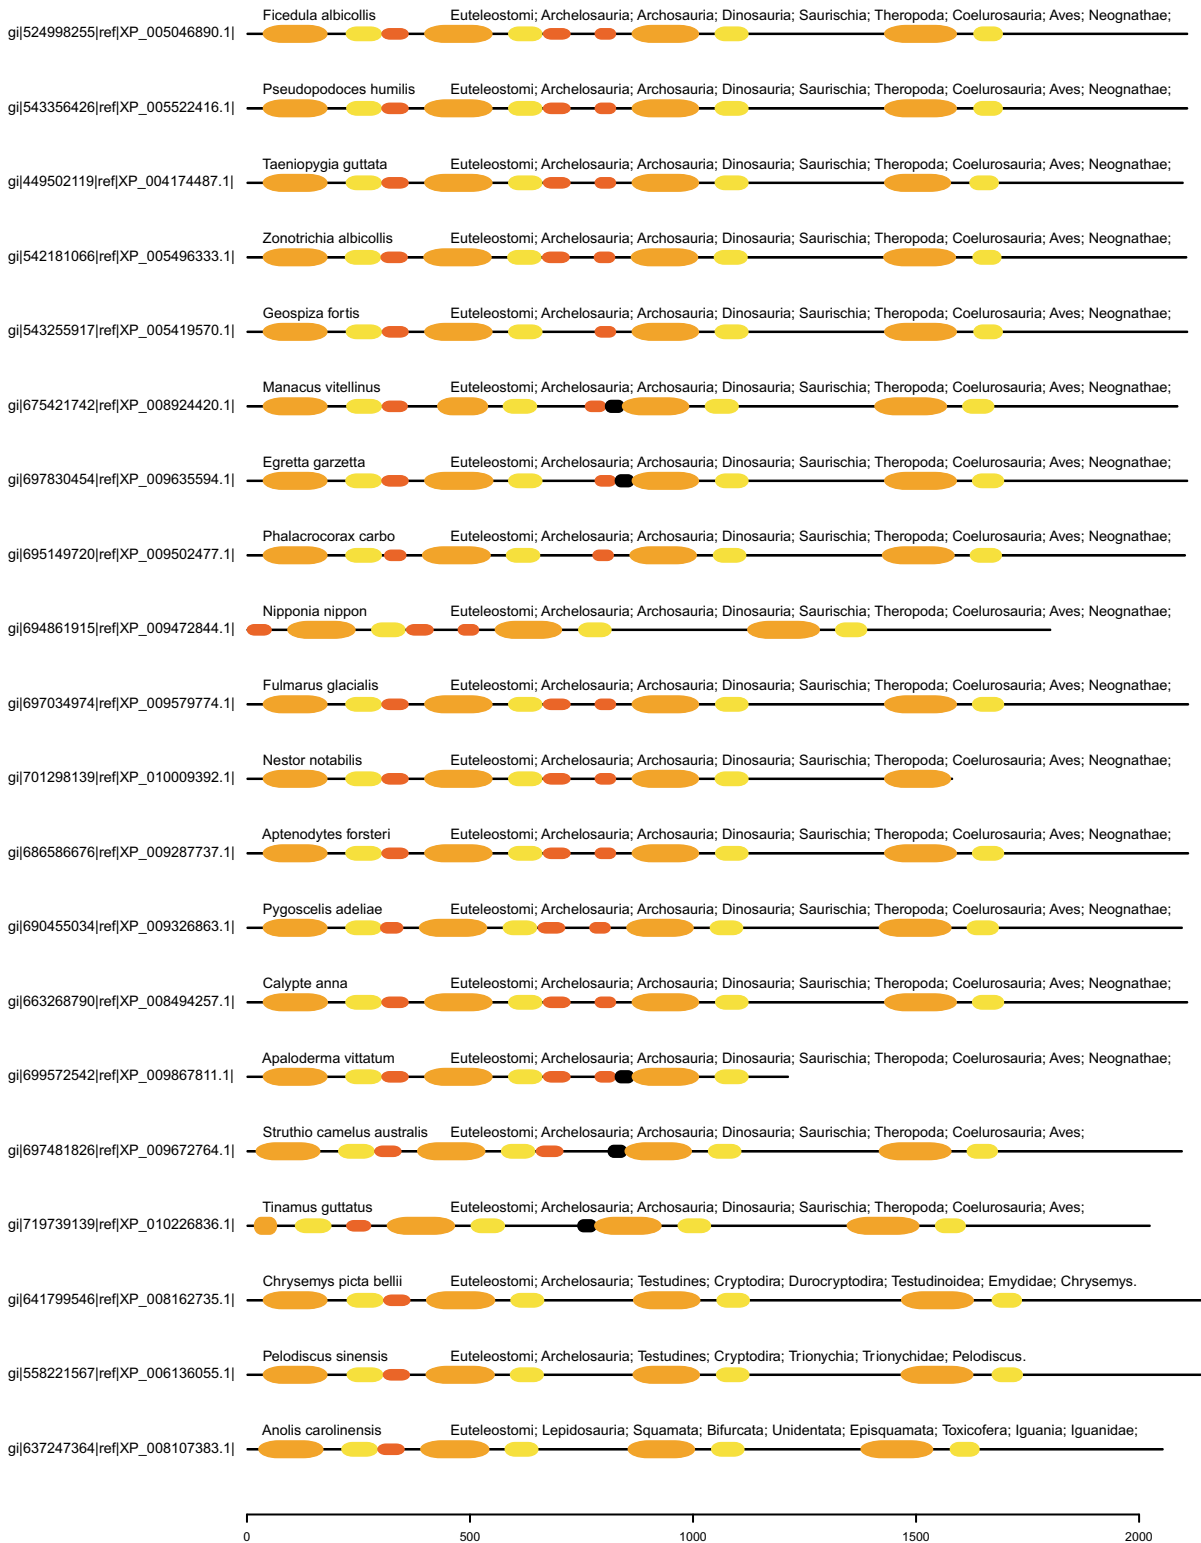 Ficedula albicollis Euteleostomi; Archelosauria; Archosauria; Dinosauria; Saurischia; Theropoda; Coelurosauria; Aves; Neognathae;
gi|524998255|ref|XP_005046890.1|
Pseudopodoces humilis Euteleostomi; Archelosauria; Archosauria; Dinosauria; Saurischia; Theropoda; Coelurosauria; Aves; Neognathae;
gi|543356426|ref|XP_005522416.1|
Taeniopygia guttata Euteleostomi; Archelosauria; Archosauria; Dinosauria; Saurischia; Theropoda; Coelurosauria; Aves; Neognathae;
gi|449502119|ref|XP_004174487.1|
Zonotrichia albicollis Euteleostomi; Archelosauria; Archosauria; Dinosauria; Saurischia; Theropoda; Coelurosauria; Aves; Neognathae;
gi|542181066|ref|XP_005496333.1|
Geospiza fortis Euteleostomi; Archelosauria; Archosauria; Dinosauria; Saurischia; Theropoda; Coelurosauria; Aves; Neognathae;
gi|543255917|ref|XP_005419570.1|
Manacus vitellinus Euteleostomi; Archelosauria; Archosauria; Dinosauria; Saurischia; Theropoda; Coelurosauria; Aves; Neognathae;
gi|675421742|ref|XP_008924420.1|
Egretta garzetta Euteleostomi; Archelosauria; Archosauria; Dinosauria; Saurischia; Theropoda; Coelurosauria; Aves; Neognathae;
gi|697830454|ref|XP_009635594.1|
Phalacrocorax carbo Euteleostomi; Archelosauria; Archosauria; Dinosauria; Saurischia; Theropoda; Coelurosauria; Aves; Neognathae;
gi|695149720|ref|XP_009502477.1|
Nipponia nippon Euteleostomi; Archelosauria; Archosauria; Dinosauria; Saurischia; Theropoda; Coelurosauria; Aves; Neognathae;
gi|694861915|ref|XP_009472844.1|
Fulmarus glacialis Euteleostomi; Archelosauria; Archosauria; Dinosauria; Saurischia; Theropoda; Coelurosauria; Aves; Neognathae;
gi|697034974|ref|XP_009579774.1|
Nestor notabilis Euteleostomi; Archelosauria; Archosauria; Dinosauria; Saurischia; Theropoda; Coelurosauria; Aves; Neognathae;
gi|701298139|ref|XP_010009392.1|
Aptenodytes forsteri Euteleostomi; Archelosauria; Archosauria; Dinosauria; Saurischia; Theropoda; Coelurosauria; Aves; Neognathae;
gi|686586676|ref|XP_009287737.1|
Pygoscelis adeliae Euteleostomi; Archelosauria; Archosauria; Dinosauria; Saurischia; Theropoda; Coelurosauria; Aves; Neognathae;
gi|690455034|ref|XP_009326863.1|
Calypte anna Euteleostomi; Archelosauria; Archosauria; Dinosauria; Saurischia; Theropoda; Coelurosauria; Aves; Neognathae;
gi|663268790|ref|XP_008494257.1|
Apaloderma vittatum Euteleostomi; Archelosauria; Archosauria; Dinosauria; Saurischia; Theropoda; Coelurosauria; Aves; Neognathae;
gi|699572542|ref|XP_009867811.1|
Struthio camelus australis Euteleostomi; Archelosauria; Archosauria; Dinosauria; Saurischia; Theropoda; Coelurosauria; Aves;
gi|697481826|ref|XP_009672764.1|
Tinamus guttatus Euteleostomi; Archelosauria; Archosauria; Dinosauria; Saurischia; Theropoda; Coelurosauria; Aves;
gi|719739139|ref|XP_010226836.1|
Chrysemys picta bellii Euteleostomi; Archelosauria; Testudines; Cryptodira; Durocryptodira; Testudinoidea; Emydidae; Chrysemys.
gi|641799546|ref|XP_008162735.1|
Pelodiscus sinensis Euteleostomi; Archelosauria; Testudines; Cryptodira; Trionychia; Trionychidae; Pelodiscus.
gi|558221567|ref|XP_006136055.1|
Anolis carolinensis Euteleostomi; Lepidosauria; Squamata; Bifurcata; Unidentata; Episquamata; Toxicofera; Iguania; Iguanidae;
gi|637247364|ref|XP_008107383.1|
0 500 1000 1500 2000